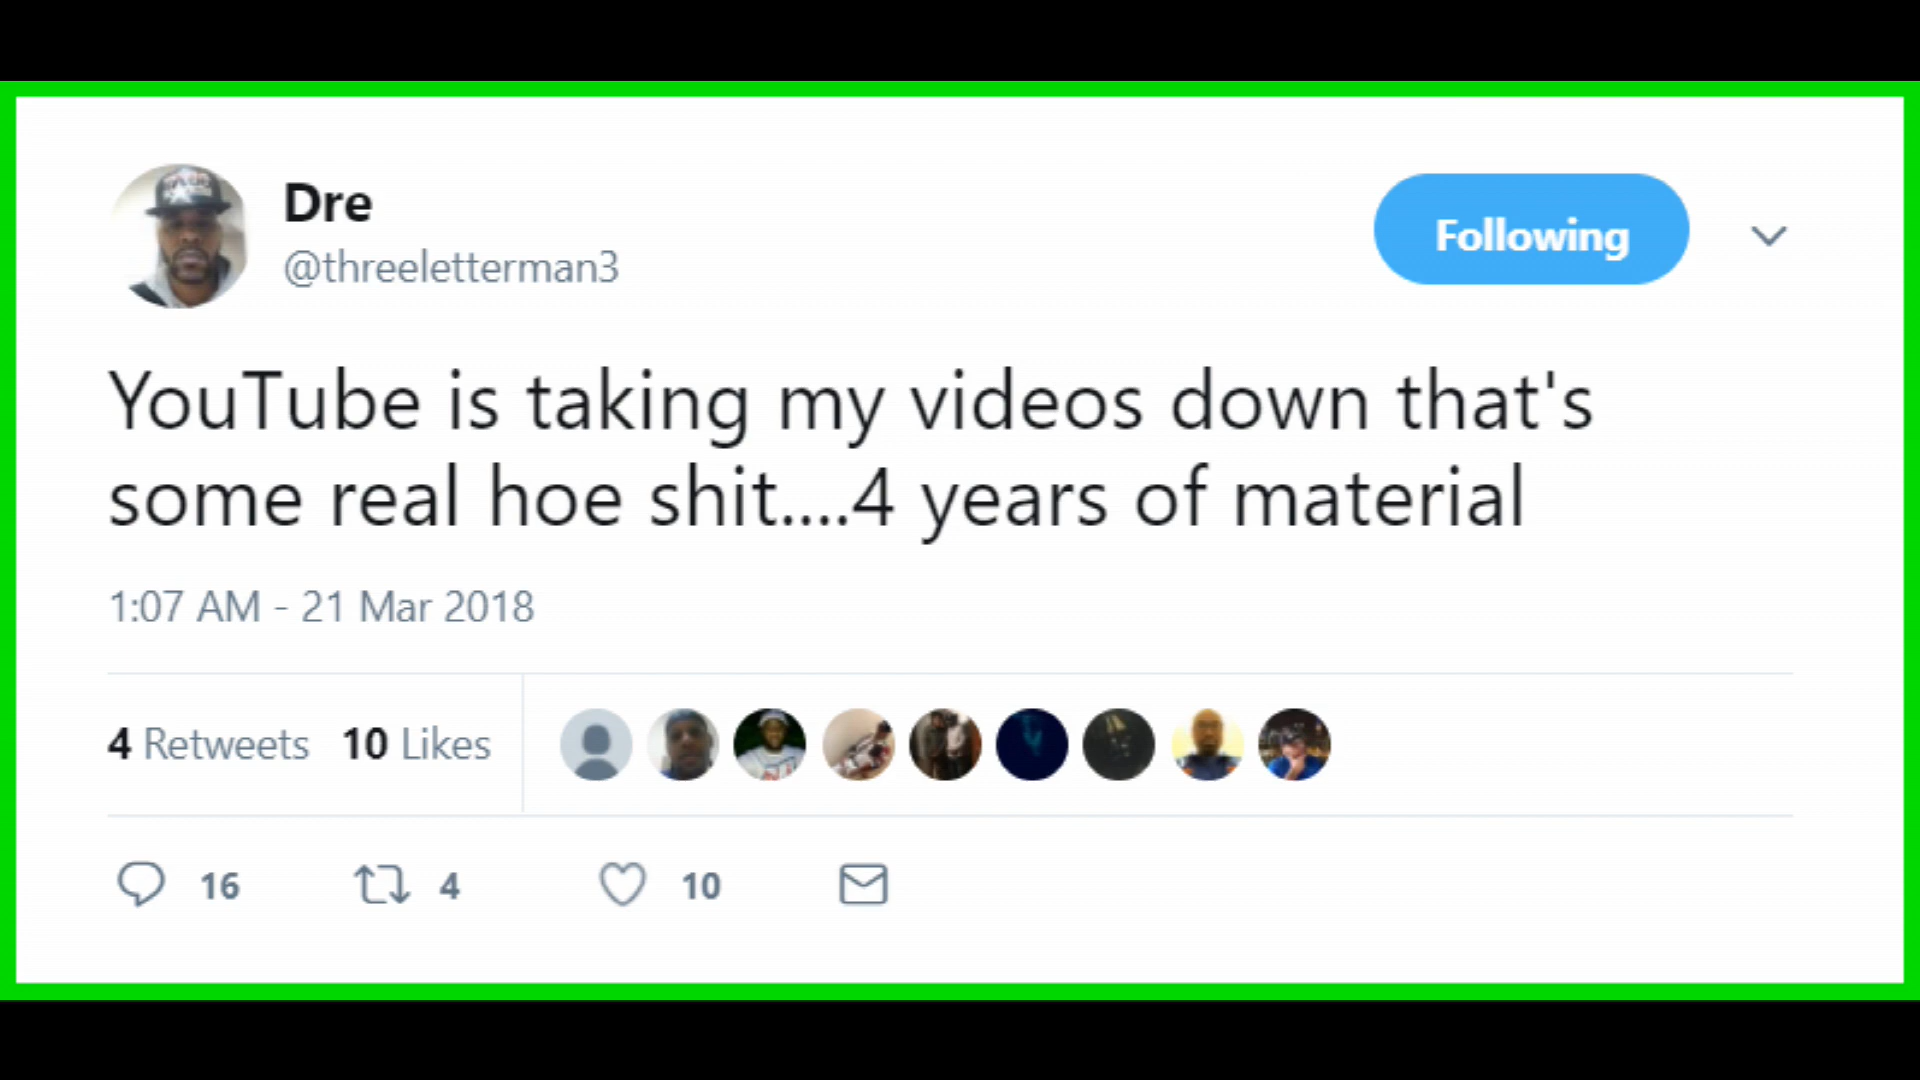 Dre
@threeletterman3
Following
YouTube is taking my videos down that's
some real hoe shit....4 years of material
1:07 AM - 21 Mar 2018
4 Retweets 10 Likes
16 4 10